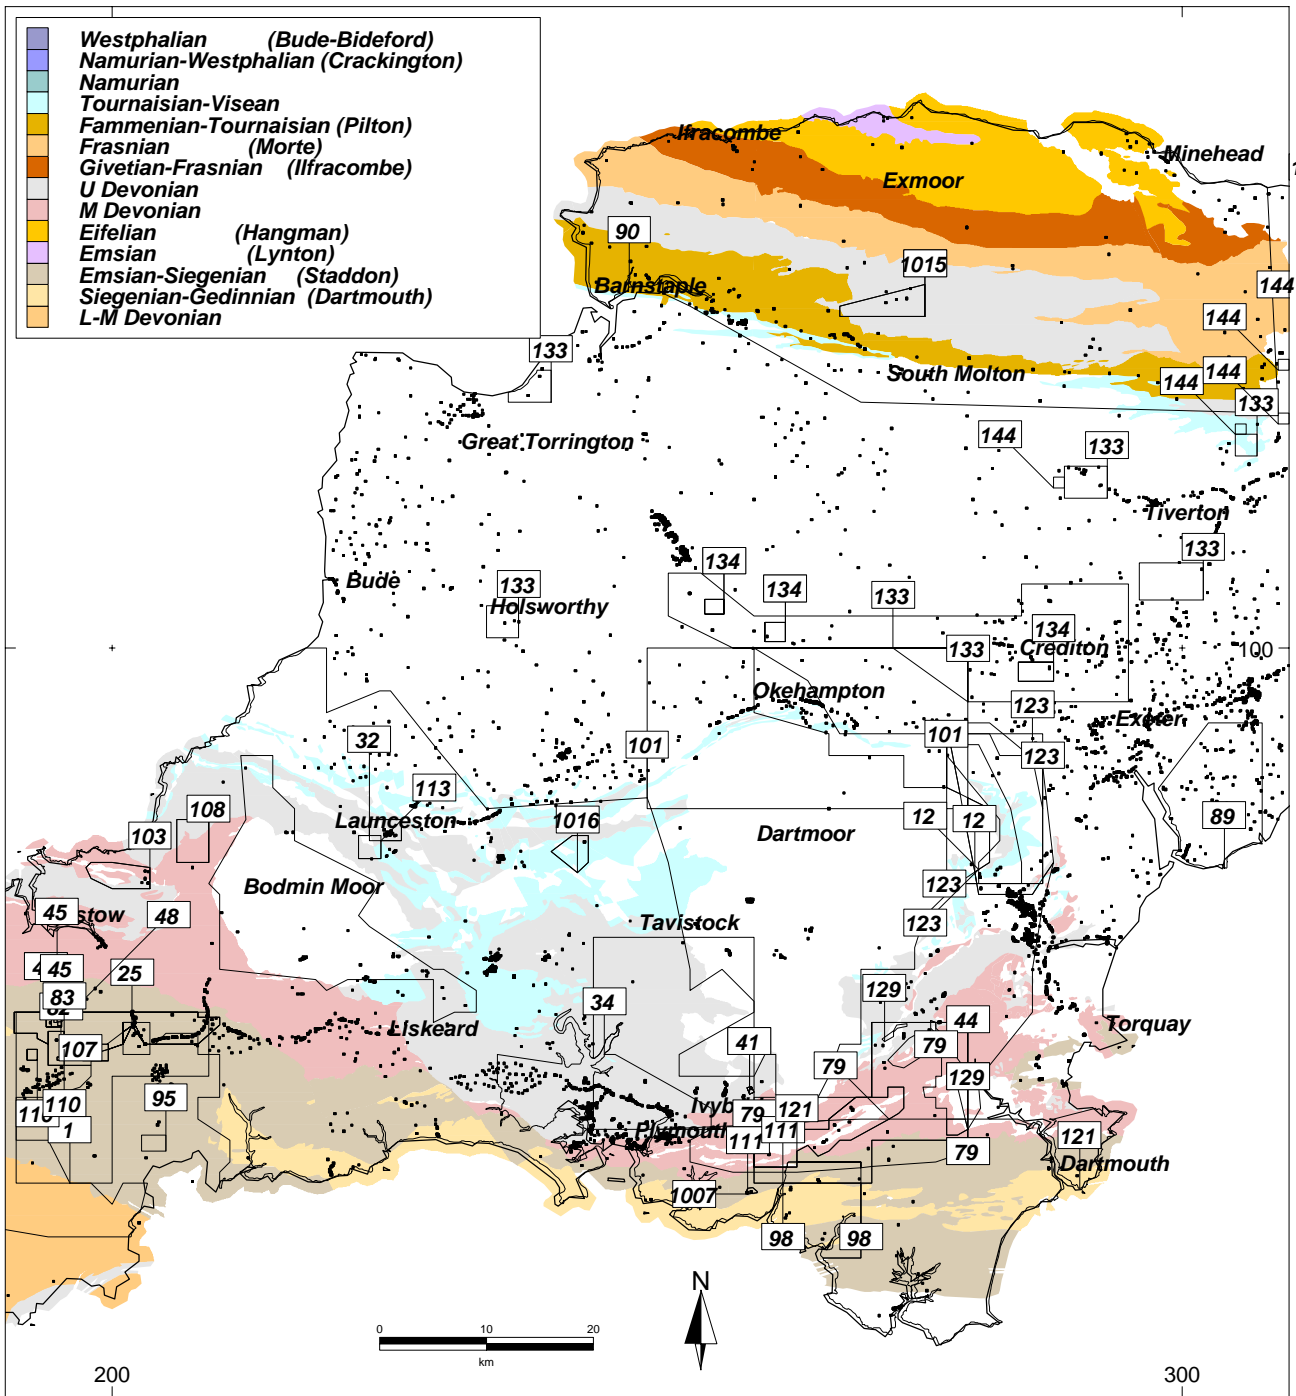 Westphalian (Bude-Bideford)
Namurian-Westphalian (Crackington)
Namurian
Tournaisian-Visean
Fammenian-Tournaisian (Pilton)
Frasnian (Morte)
Givetian-Frasnian (Ilfracombe)
U Devonian
M Devonian
Eifelian (Hangman)
Emsian (Lynton)
Emsian-Siegenian (Staddon)
Siegenian-Gedinnian (Dartmouth)
L-M Devonian
Ilfracombe
Minehead
Exmoor
90
1015
Barnstaple
144
144
133
South Molton
144
144
133
Great Torrington
144
133
Tiverton
133
Bude
133
Holsworthy
134
134
133
134
Crediton
133
100
Okehampton
123
Exeter
32
101
101
123
113
108
Launceston
1016
12
12
89
103
Dartmoor
Bodmin Moor
123
45
stow
48
Tavistock
123
45
25
83
34
129
107
Liskeard
44
Torquay
41
79
79
129
110
95
Ivyb
121
79
1
Plymouth
111
111
121
79
Dartmouth
1007
98
98
N
0 10 20
km
200
300